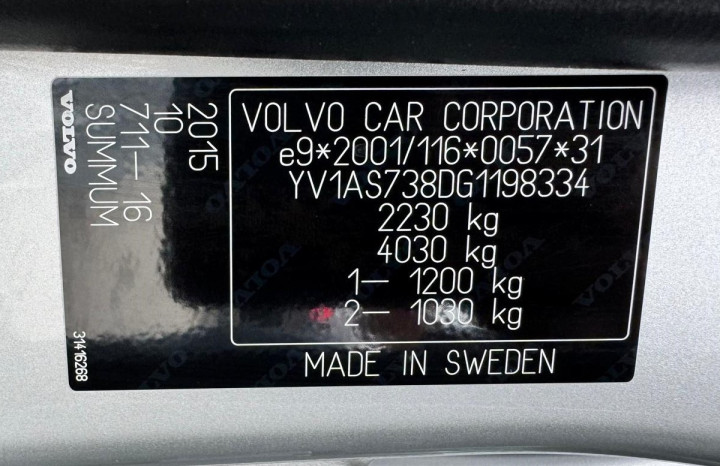 VOLVO
2015
10
711–16
SUMMUM
31416268
VOLVO CAR CORPORATION
e9*2001/116*0057*31
YV1AS738DG1198334
2230 kg
4030 kg
1– 1200 kg
2– 1030 kg
MADE IN SWEDEN